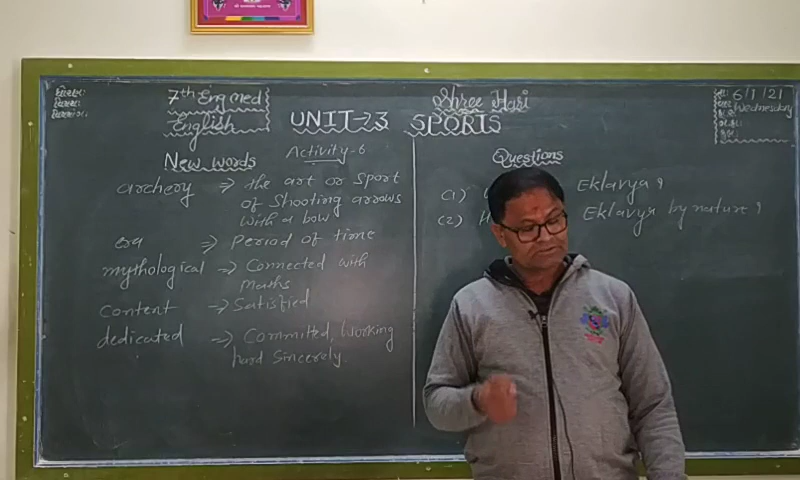 7th Eng med
English
Shree Hari
6/1/21
Wednesday
UNIT-3 SPORTS
Activity-6
New words
archery ⇒ the art or sport
of shooting arrows
with a bow
era ⇒ Period of time
mythological → Connected with
Maths
content → Satisfied
dedicated ⇒ Committed, Working
hard sincerely.
Questions
(1) Eklavya ?
(2) Eklavya by nature ?